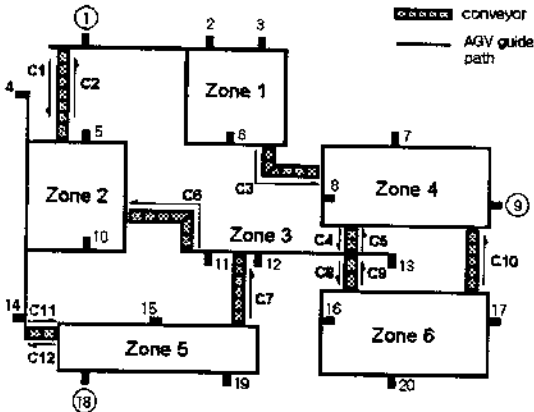 1
2
3
conveyor
AGV guide
path
C1
C2
4
Zone 1
5
6
7
C3
Zone 2
C6
8
Zone 4
9
10
Zone 3
C4
C5
11
12
13
C8
C9
C10
14
C11
15
C7
16
17
C12
Zone 5
Zone 6
18
19
20